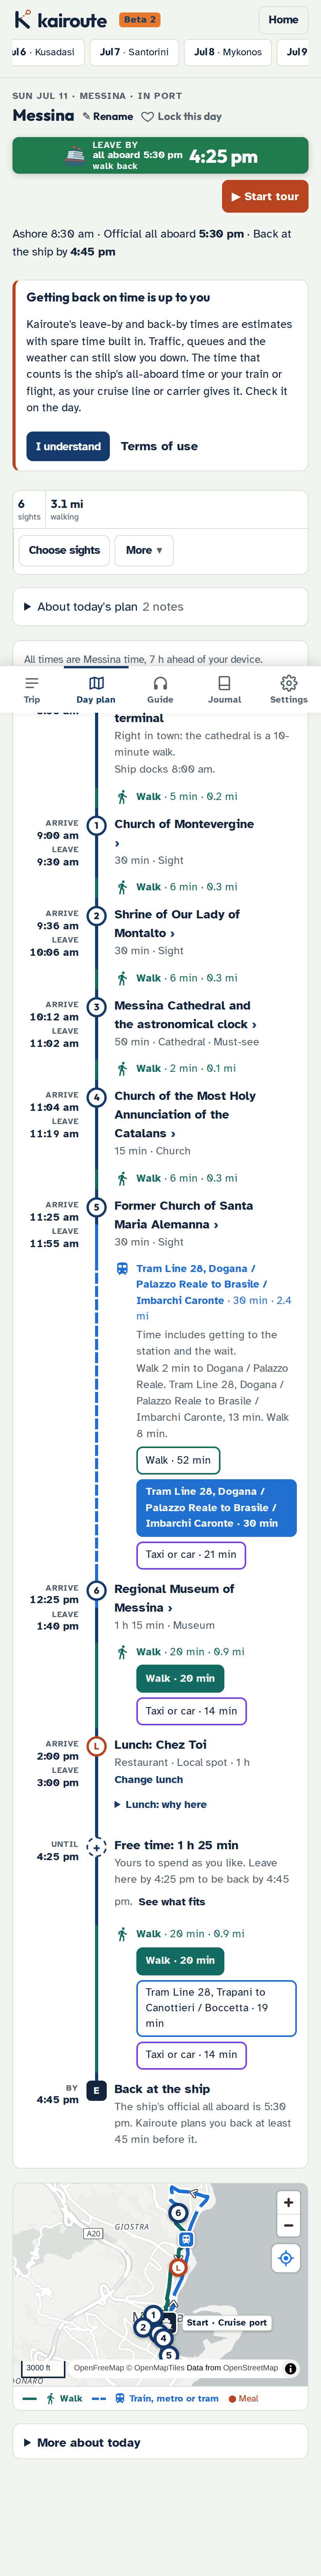 kairoute
Beta 2
Home
ul 6 · Kusadasi
Jul 7 · Santorini
Jul 8 · Mykonos
Jul 9
SUN JUL 11 · MESSINA · IN PORT
Messina
✎ Rename
Lock this day
LEAVE BY
all aboard 5:30 pm
walk back
4:25 pm
▶ Start tour
Ashore 8:30 am · Official all aboard 5:30 pm · Back at
the ship by 4:45 pm
Getting back on time is up to you
Kairoute's leave-by and back-by times are estimates
with spare time built in. Traffic, queues and the
weather can still slow you down. The time that
counts is the ship's all-aboard time or your train or
flight, as your cruise line or carrier gives it. Check it
on the day.
I understand
Terms of use
6
sights
3.1 mi
walking
Choose sights
More ▾
▶ About today's plan 2 notes
All times are Messina time, 7 h ahead of your device.
Trip
Day plan
Guide
Journal
Settings
terminal
Right in town: the cathedral is a 10-
minute walk.
Ship docks 8:00 am.
Walk · 5 min · 0.2 mi
ARRIVE
9:00 am
LEAVE
9:30 am
1
Church of Montevergine
›
30 min · Sight
Walk · 6 min · 0.3 mi
ARRIVE
9:36 am
LEAVE
10:06 am
2
Shrine of Our Lady of
Montalto ›
30 min · Sight
Walk · 6 min · 0.3 mi
ARRIVE
10:12 am
LEAVE
11:02 am
3
Messina Cathedral and
the astronomical clock ›
50 min · Cathedral · Must-see
Walk · 2 min · 0.1 mi
ARRIVE
11:04 am
LEAVE
11:19 am
4
Church of the Most Holy
Annunciation of the
Catalans ›
15 min · Church
Walk · 6 min · 0.3 mi
ARRIVE
11:25 am
LEAVE
11:55 am
5
Former Church of Santa
Maria Alemanna ›
30 min · Sight
Tram Line 28, Dogana /
Palazzo Reale to Brasile /
Imbarchi Caronte · 30 min · 2.4
mi
Time includes getting to the
station and the wait.
Walk 2 min to Dogana / Palazzo
Reale. Tram Line 28, Dogana /
Palazzo Reale to Brasile /
Imbarchi Caronte, 13 min. Walk
8 min.
Walk · 52 min
Tram Line 28, Dogana /
Palazzo Reale to Brasile /
Imbarchi Caronte · 30 min
Taxi or car · 21 min
ARRIVE
12:25 pm
LEAVE
1:40 pm
6
Regional Museum of
Messina ›
1 h 15 min · Museum
Walk · 20 min · 0.9 mi
Walk · 20 min
Taxi or car · 14 min
ARRIVE
2:00 pm
LEAVE
3:00 pm
L
Lunch: Chez Toi
Restaurant · Local spot · 1 h
Change lunch
▶ Lunch: why here
UNTIL
4:25 pm
+
Free time: 1 h 25 min
Yours to spend as you like. Leave
here by 4:25 pm to be back by 4:45
pm. See what fits
Walk · 20 min · 0.9 mi
Walk · 20 min
Tram Line 28, Trapani to
Canottieri / Boccetta · 19
min
Taxi or car · 14 min
BY
4:45 pm
E
Back at the ship
The ship's official all aboard is 5:30
pm. Kairoute plans you back at least
45 min before it.
A20
GIOSTRA
6
L
1
2
4
5
Start · Cruise port
+
−
3000 ft
OpenFreeMap © OpenMapTiles Data from OpenStreetMap
Walk
Train, metro or tram
Meal
▶ More about today